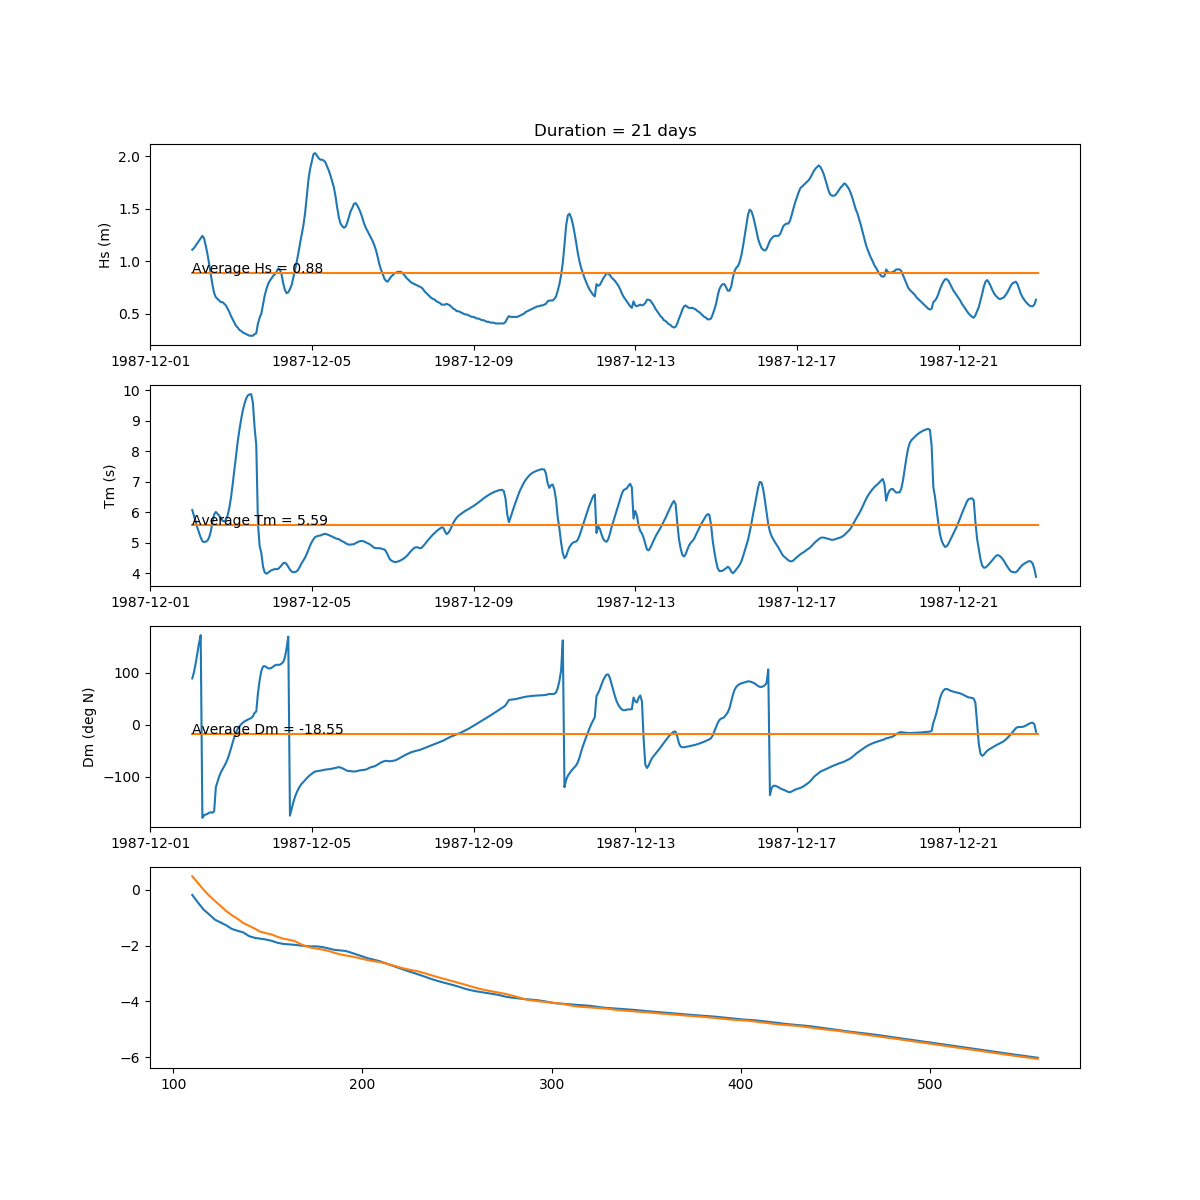 Duration = 21 days
2.0
1.5
1.0
0.5
Hs (m)
Average Hs = 0.88
1987-12-01 1987-12-05 1987-12-09 1987-12-13 1987-12-17 1987-12-21
10
9
8
7
6
5
4
Tm (s)
Average Tm = 5.59
1987-12-01 1987-12-05 1987-12-09 1987-12-13 1987-12-17 1987-12-21
100
0
−100
Dm (deg N)
Average Dm = -18.55
1987-12-01 1987-12-05 1987-12-09 1987-12-13 1987-12-17 1987-12-21
0
−2
−4
−6
100 200 300 400 500